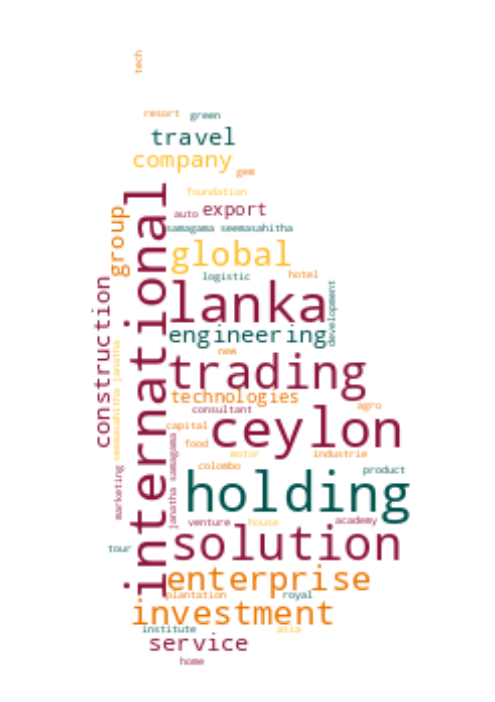 tech
resort green
travel
company
gem
foundation
group
auto export
samagama seemasahitha
international
global
logistic hotel
construction
lanka
development
engineering
new
seemasahitha janatha
trading
technologies
consultant agro
capital
ceylon
food
motor industrie
colombo
janatha samagama
marketing
product
holding
venture house academy
solution
tour
enterprise
plantation royal
investment
institute asia
service
home